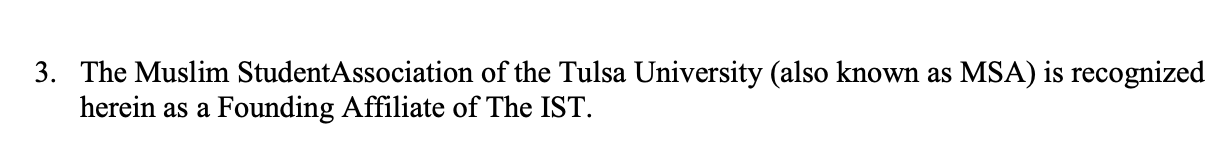 3. The Muslim StudentAssociation of the Tulsa University (also known as MSA) is recognized
herein as a Founding Affiliate of The IST.